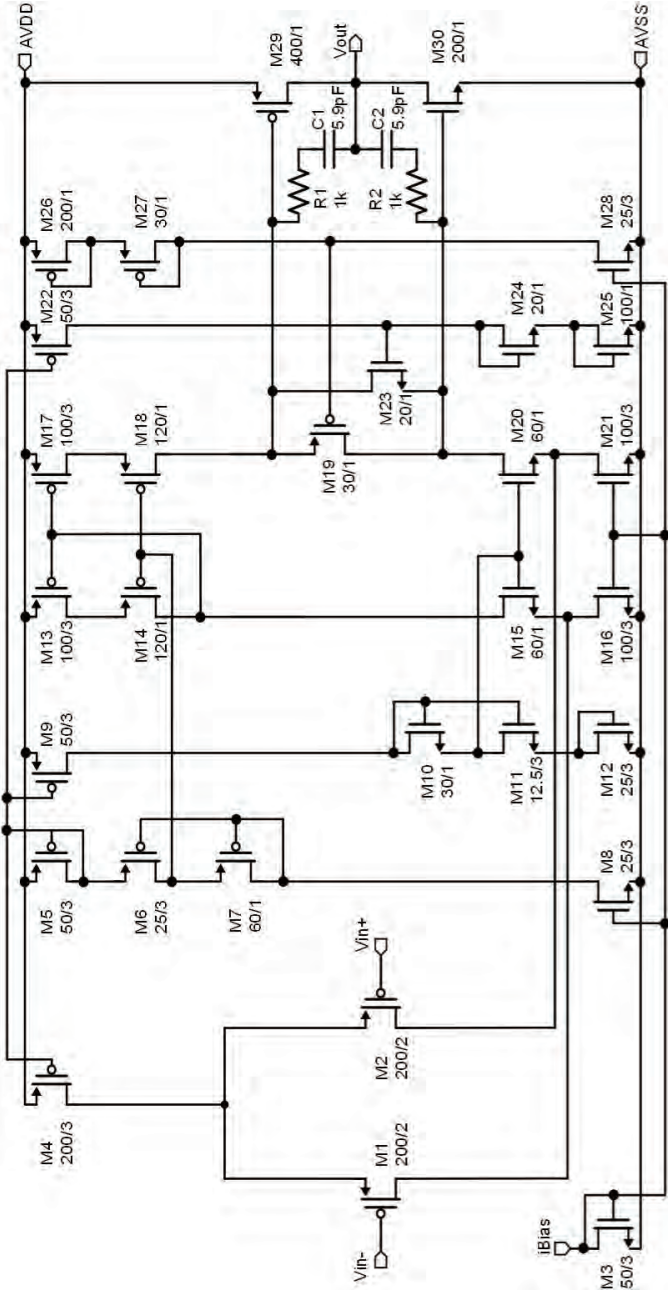 AVDD
AVSS
M4
200/3
M5
50/3
M6
25/3
M7
60/1
M9
50/3
M13
100/3
M14
120/1
M17
100/3
M18
120/1
M22
50/3
M26
200/1
M27
30/1
M29
400/1
Vout
M30
200/1
C1
5.9pF
C2
5.9pF
R1
1k
R2
1k
M19
30/1
M23
20/1
M24
20/1
M25
100/1
M28
25/3
M20
60/1
M21
100/3
M15
60/1
M16
100/3
M10
30/1
M11
12.5/3
M12
25/3
M8
25/3
Vin+
M2
200/2
M1
200/2
Vin-
iBias
M3
50/3